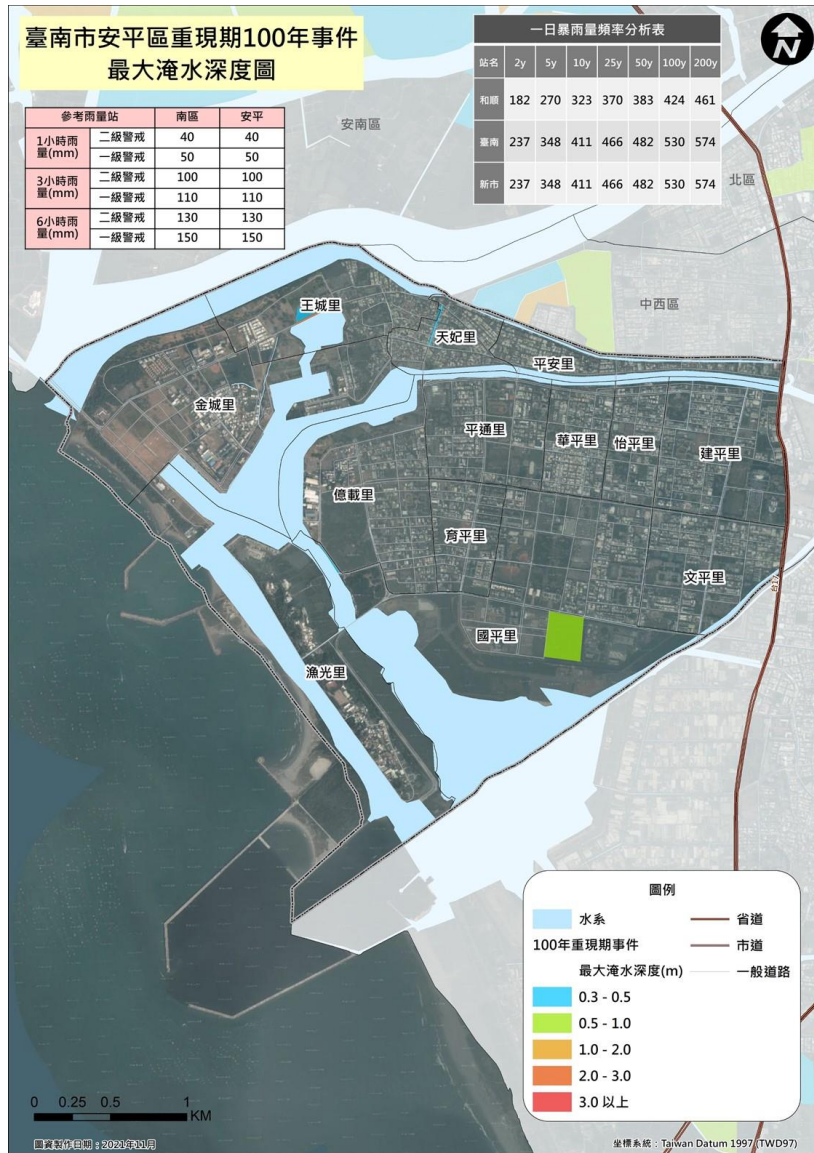 臺南市安平區重現期100年事件
最大淹水深度圖
參考雨量站 南區 安平
1小時雨量(mm) 二級警戒 40 40
一級警戒 50 50
3小時雨量(mm) 二級警戒 100 100
一級警戒 110 110
6小時雨量(mm) 二級警戒 130 130
一級警戒 150 150
一日暴雨量頻率分析表
站名 2y 5y 10y 25y 50y 100y 200y
和順 182 270 323 370 383 424 461
臺南 237 348 411 466 482 530 574
新市 237 348 411 466 482 530 574
N
安南區
北區
中西區
王城里
天妃里
平安里
金城里
平通里
華平里
怡平里
建平里
億載里
育平里
文平里
台17
國平里
漁光里
圖例
水系
省道
100年重現期事件
市道
最大淹水深度(m)
一般道路
0.3 - 0.5
0.5 - 1.0
1.0 - 2.0
2.0 - 3.0
3.0 以上
0 0.25 0.5 1
KM
圖資製作日期：2021年11月
坐標系統：Taiwan Datum 1997 (TWD97)